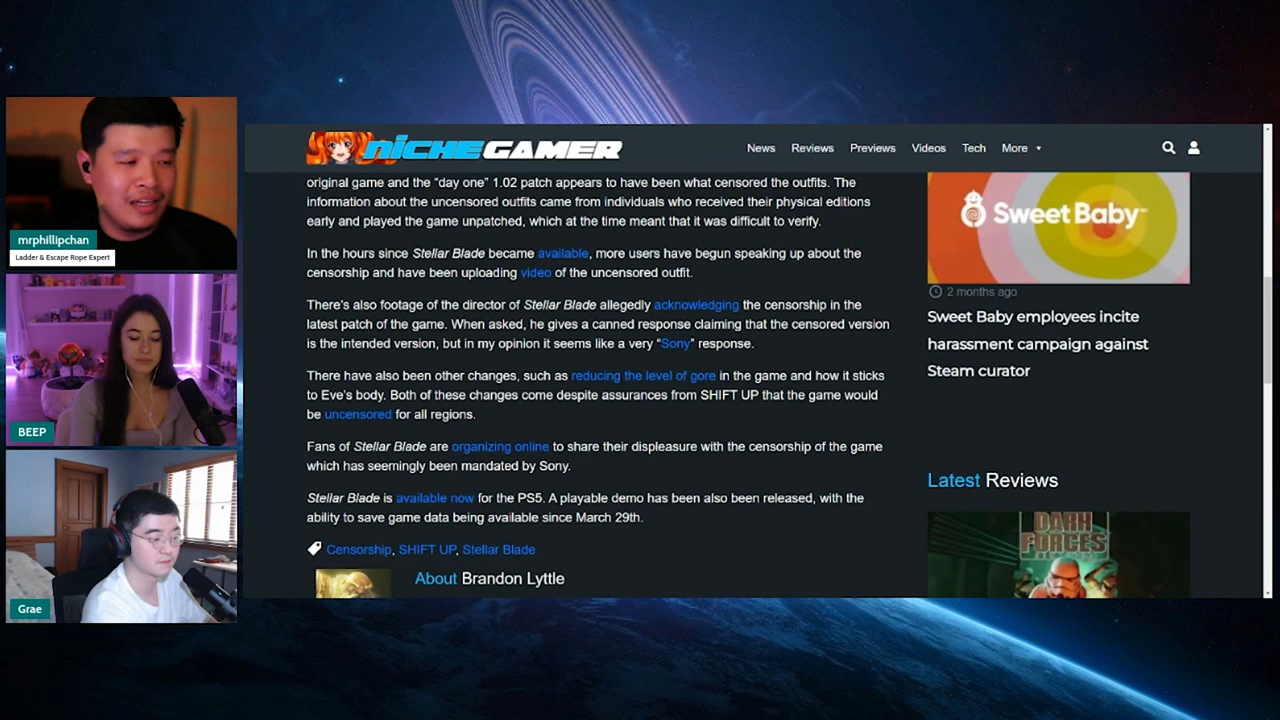 mrphillipchan
Ladder & Escape Rope Expert
BEEP
Grae
NICHEGAMER
News Reviews Previews Videos Tech More
original game and the “day one” 1.02 patch appears to have been what censored the outfits. The
information about the uncensored outfits came from individuals who received their physical editions
early and played the game unpatched, which at the time meant that it was difficult to verify.
In the hours since Stellar Blade became available, more users have begun speaking up about the
censorship and have been uploading video of the uncensored outfit.
There's also footage of the director of Stellar Blade allegedly acknowledging the censorship in the
latest patch of the game. When asked, he gives a canned response claiming that the censored version
is the intended version, but in my opinion it seems like a very “Sony” response.
There have also been other changes, such as reducing the level of gore in the game and how it sticks
to Eve's body. Both of these changes come despite assurances from SHIFT UP that the game would
be uncensored for all regions.
Fans of Stellar Blade are organizing online to share their displeasure with the censorship of the game
which has seemingly been mandated by Sony.
Stellar Blade is available now for the PS5. A playable demo has been also been released, with the
ability to save game data being available since March 29th.
Censorship, SHIFT UP, Stellar Blade
About Brandon Lyttle
Sweet Baby
2 months ago
Sweet Baby employees incite
harassment campaign against
Steam curator
Latest Reviews
DARK
FORCES